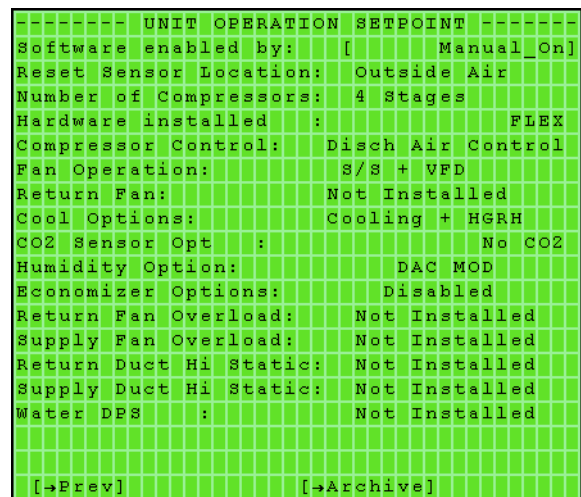 -------- UNIT OPERATION SETPOINT -------
Software enabled by: [ Manual_On]
Reset Sensor Location: Outside Air
Number of Compressors: 4 Stages
Hardware installed : FLEX
Compressor Control: Disch Air Control
Fan Operation: S/S + VFD
Return Fan: Not Installed
Cool Options: Cooling + HGRH
CO2 Sensor Opt : No CO2
Humidity Option: DAC MOD
Economizer Options: Disabled
Return Fan Overload: Not Installed
Supply Fan Overload: Not Installed
Return Duct Hi Static: Not Installed
Supply Duct Hi Static: Not Installed
Water DPS : Not Installed
[→Prev] [→Archive]